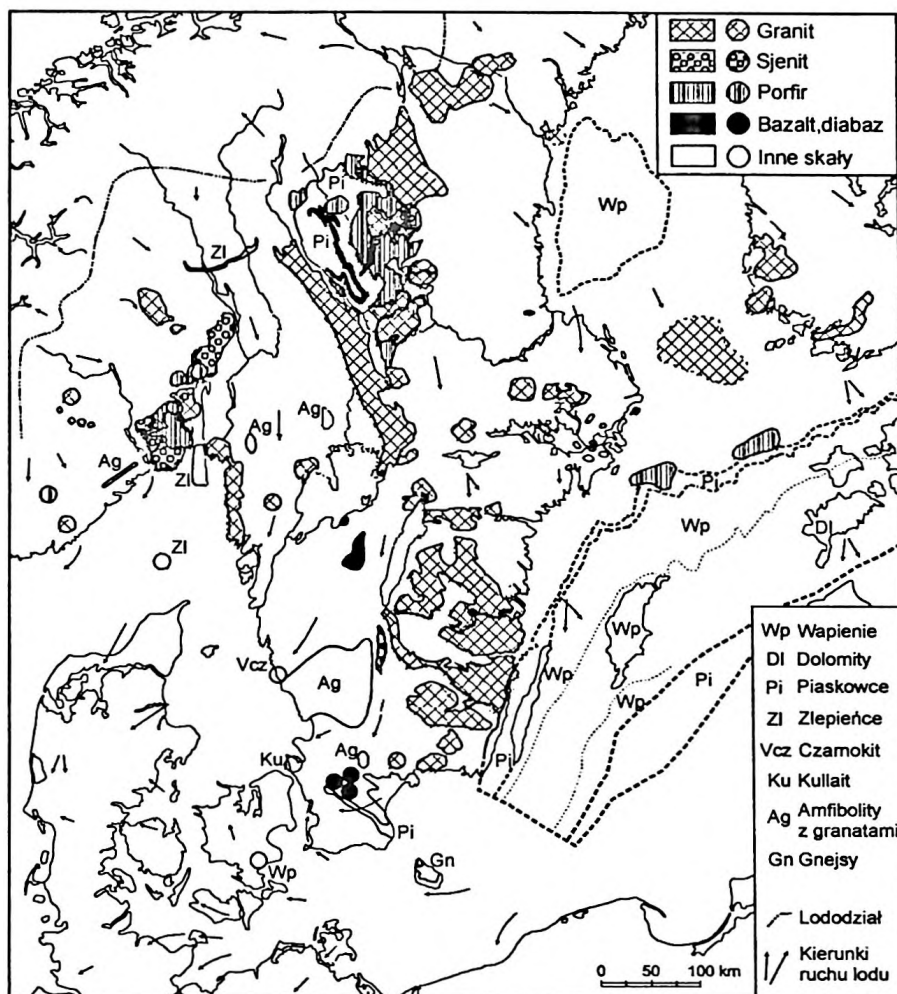 Granit
Sjenit
Porfir
Bazalt,diabaz
Inne skały
Pi
Wp
Pi
Zl
Ag
Ag
Ag
Zl
Pi
Wp
Dl
Zl
Wp
Wp
Wp
Pi
Vcz
Ag
Ku
Ag
Pi
Pi
Wp
Gn
Wp Wapienie
Dl Dolomity
Pi Piaskowce
Zl Zlepieńce
Vcz Czarnokit
Ku Kullait
Ag Amfibolity
z granatami
Gn Gnejsy
Lododział
Kierunki
ruchu lodu
0 50 100 km